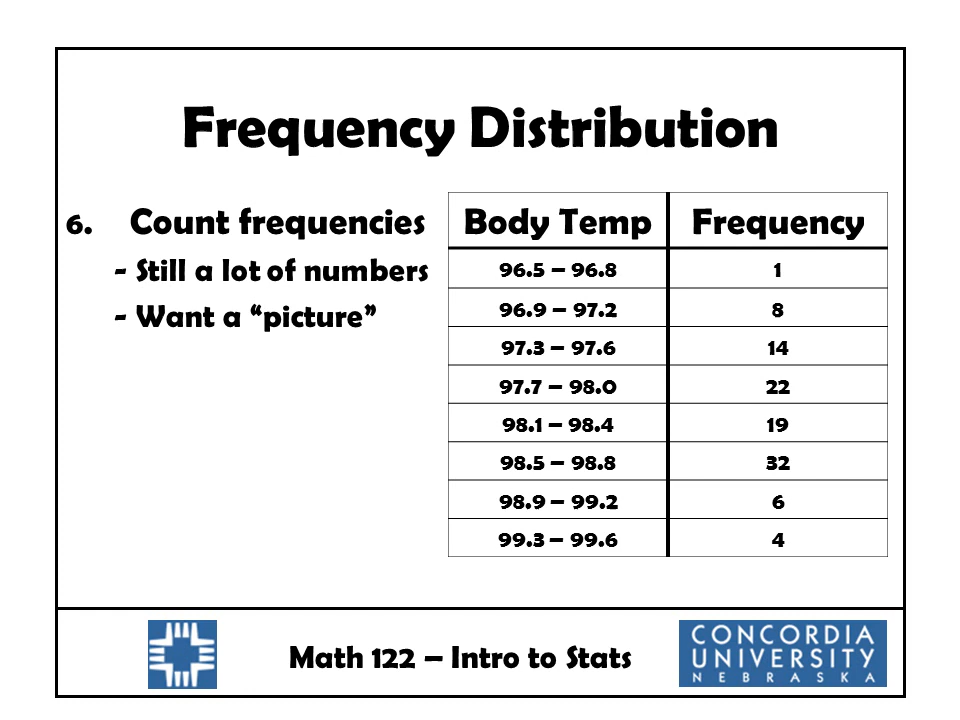 Frequency Distribution
6. Count frequencies
- Still a lot of numbers
- Want a “picture”
Body Temp Frequency
96.5 – 96.8 1
96.9 – 97.2 8
97.3 – 97.6 14
97.7 – 98.0 22
98.1 – 98.4 19
98.5 – 98.8 32
98.9 – 99.2 6
99.3 – 99.6 4
Math 122 – Intro to Stats
CONCORDIA
UNIVERSITY
NEBRASKA